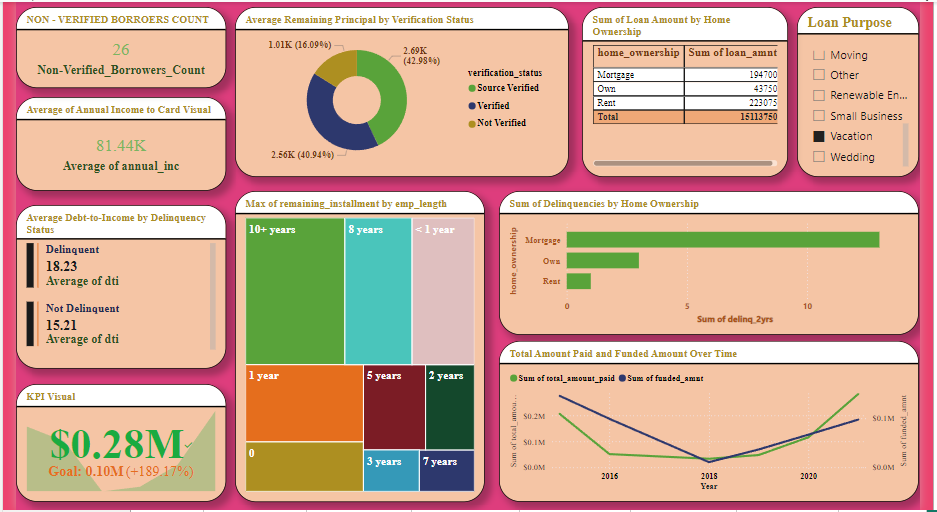 NON - VERIFIED BORROERS COUNT
26
Non-Verified_Borrowers_Count
Average of Annual Income to Card Visual
81.44K
Average of annual_inc
Average Debt-to-Income by Delinquency
Status
Delinquent
18.23
Average of dti
Not Delinquent
15.21
Average of dti
KPI Visual
$0.28M
Goal: 0.10M (+189.17%)
Average Remaining Principal by Verification Status
1.01K (16.09%)
2.69K
(42.98%)
2.56K (40.94%)
verification_status
Source Verified
Verified
Not Verified
Sum of Loan Amount by Home
Ownership
home_ownership Sum of loan_amnt
Mortgage 194700
Own 43750
Rent 223075
Total 15113750
Loan Purpose
Moving
Other
Renewable En...
Small Business
Vacation
Wedding
Max of remaining_installment by emp_length
10+ years
8 years
< 1 year
1 year
5 years
2 years
0
3 years
7 years
Sum of Delinquencies by Home Ownership
home_ownership
Mortgage
Own
Rent
0 5 10
Sum of delinq_2yrs
Total Amount Paid and Funded Amount Over Time
Sum of total_amount_paid Sum of funded_amnt
Sum of total_amou...
$0.2M
$0.1M
$0.0M
$0.1M
$0.0M
Sum of funded_amnt
2016 2018 2020
Year